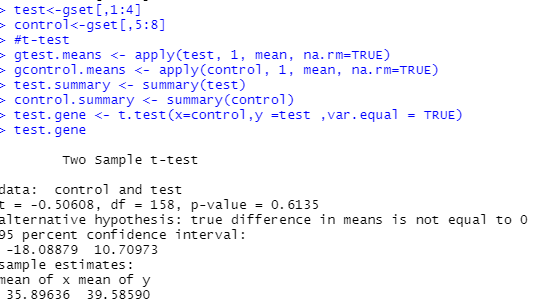 > test<-gset[,1:4]
> control<-gset[,5:8]
> #t-test
> gtest.means <- apply(test, 1, mean, na.rm=TRUE)
> gcontrol.means <- apply(control, 1, mean, na.rm=TRUE)
> test.summary <- summary(test)
> control.summary <- summary(control)
> test.gene <- t.test(x=control,y =test ,var.equal = TRUE)
> test.gene
Two Sample t-test
data: control and test
t = -0.50608, df = 158, p-value = 0.6135
alternative hypothesis: true difference in means is not equal to 0
95 percent confidence interval:
-18.08879 10.70973
sample estimates:
mean of x mean of y
35.89636 39.58590